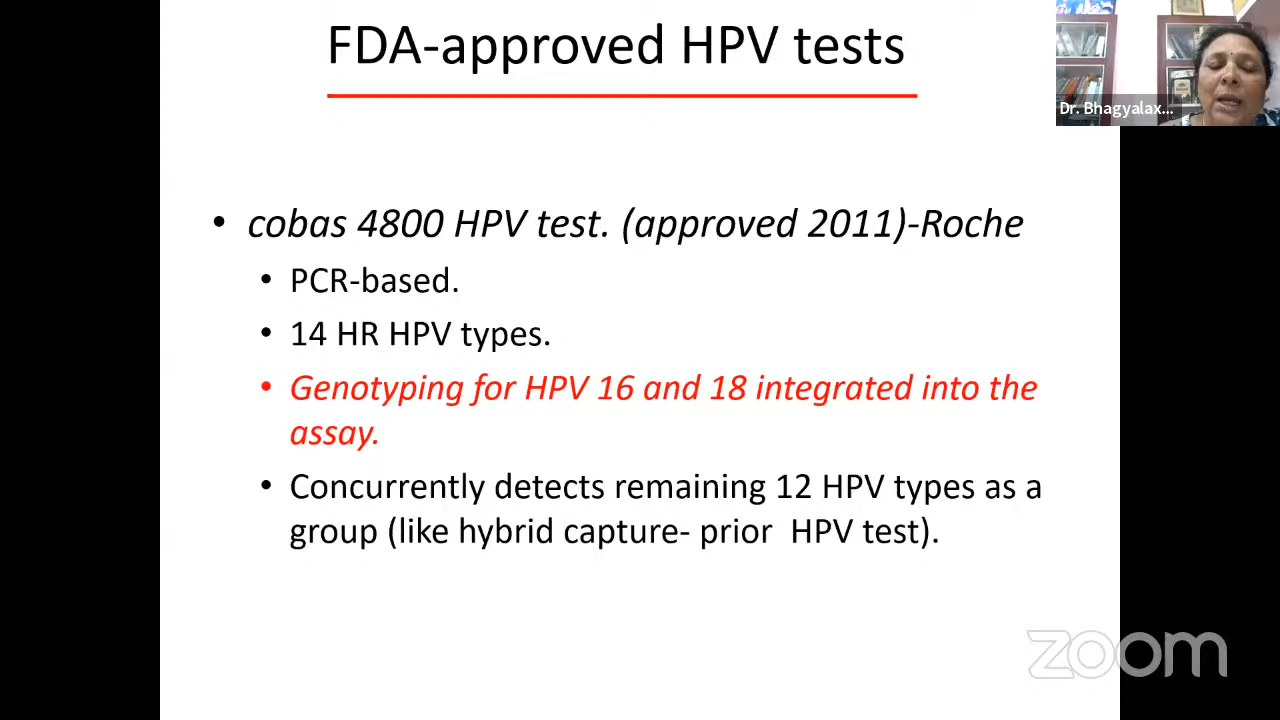 FDA-approved HPV tests
Dr. Bhagyalax...
• cobas 4800 HPV test. (approved 2011)-Roche
• PCR-based.
• 14 HR HPV types.
• Genotyping for HPV 16 and 18 integrated into the
assay.
• Concurrently detects remaining 12 HPV types as a
group (like hybrid capture- prior HPV test).
zoom